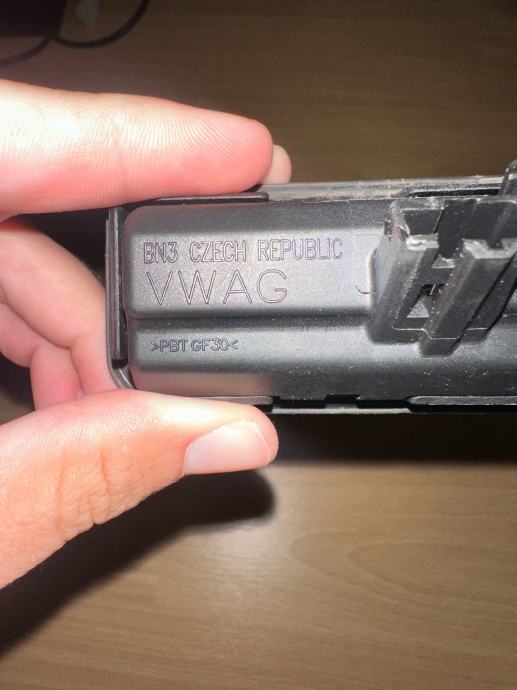 BN3 CZECH REPUBLIC
VWAG
>PBT GF30<